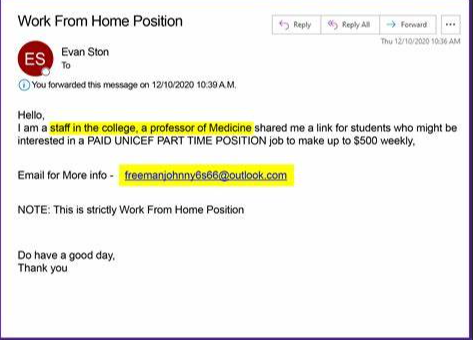 Work From Home Position
Reply Reply All Forward ...
Thu 12/10/2020 10:36 AM
ES
Evan Ston
To
You forwarded this message on 12/10/2020 10:39 A.M.
Hello,
I am a staff in the college, a professor of Medicine shared me a link for students who might be
interested in a PAID UNICEF PART TIME POSITION job to make up to $500 weekly,
Email for More info - freemanjohnny6s66@outlook.com
NOTE: This is strictly Work From Home Position
Do have a good day,
Thank you